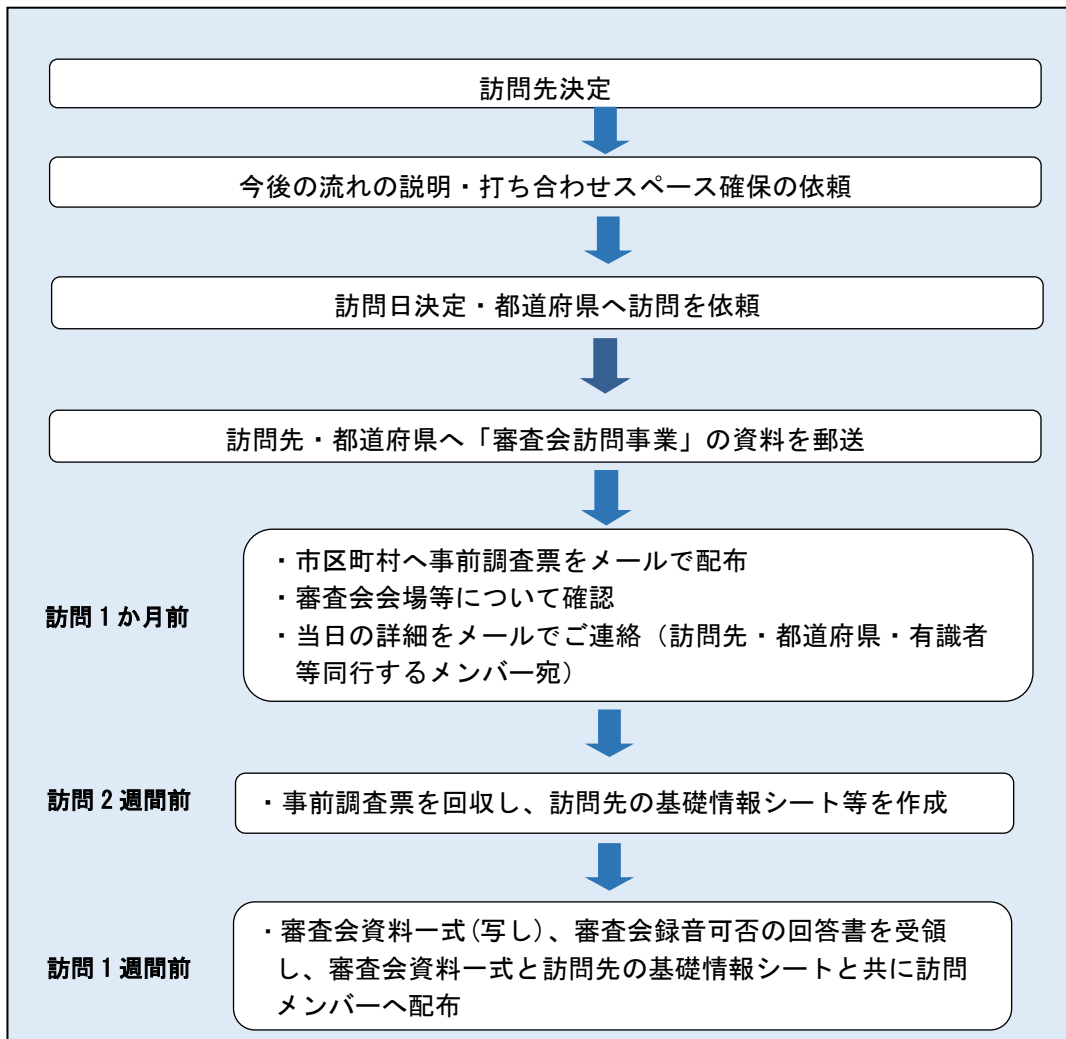 訪問先決定
今後の流れの説明・打ち合わせスペース確保の依頼
訪問日決定・都道府県へ訪問を依頼
訪問先・都道府県へ「審査会訪問事業」の資料を郵送
訪問1か月前
・市区町村へ事前調査票をメールで配布
・審査会会場等について確認
・当日の詳細をメールでご連絡（訪問先・都道府県・有識者
等同行するメンバー宛）
訪問2週間前
・事前調査票を回収し、訪問先の基礎情報シート等を作成
訪問1週間前
・審査会資料一式(写し)、審査会録音可否の回答書を受領
し、審査会資料一式と訪問先の基礎情報シートと共に訪問
メンバーへ配布